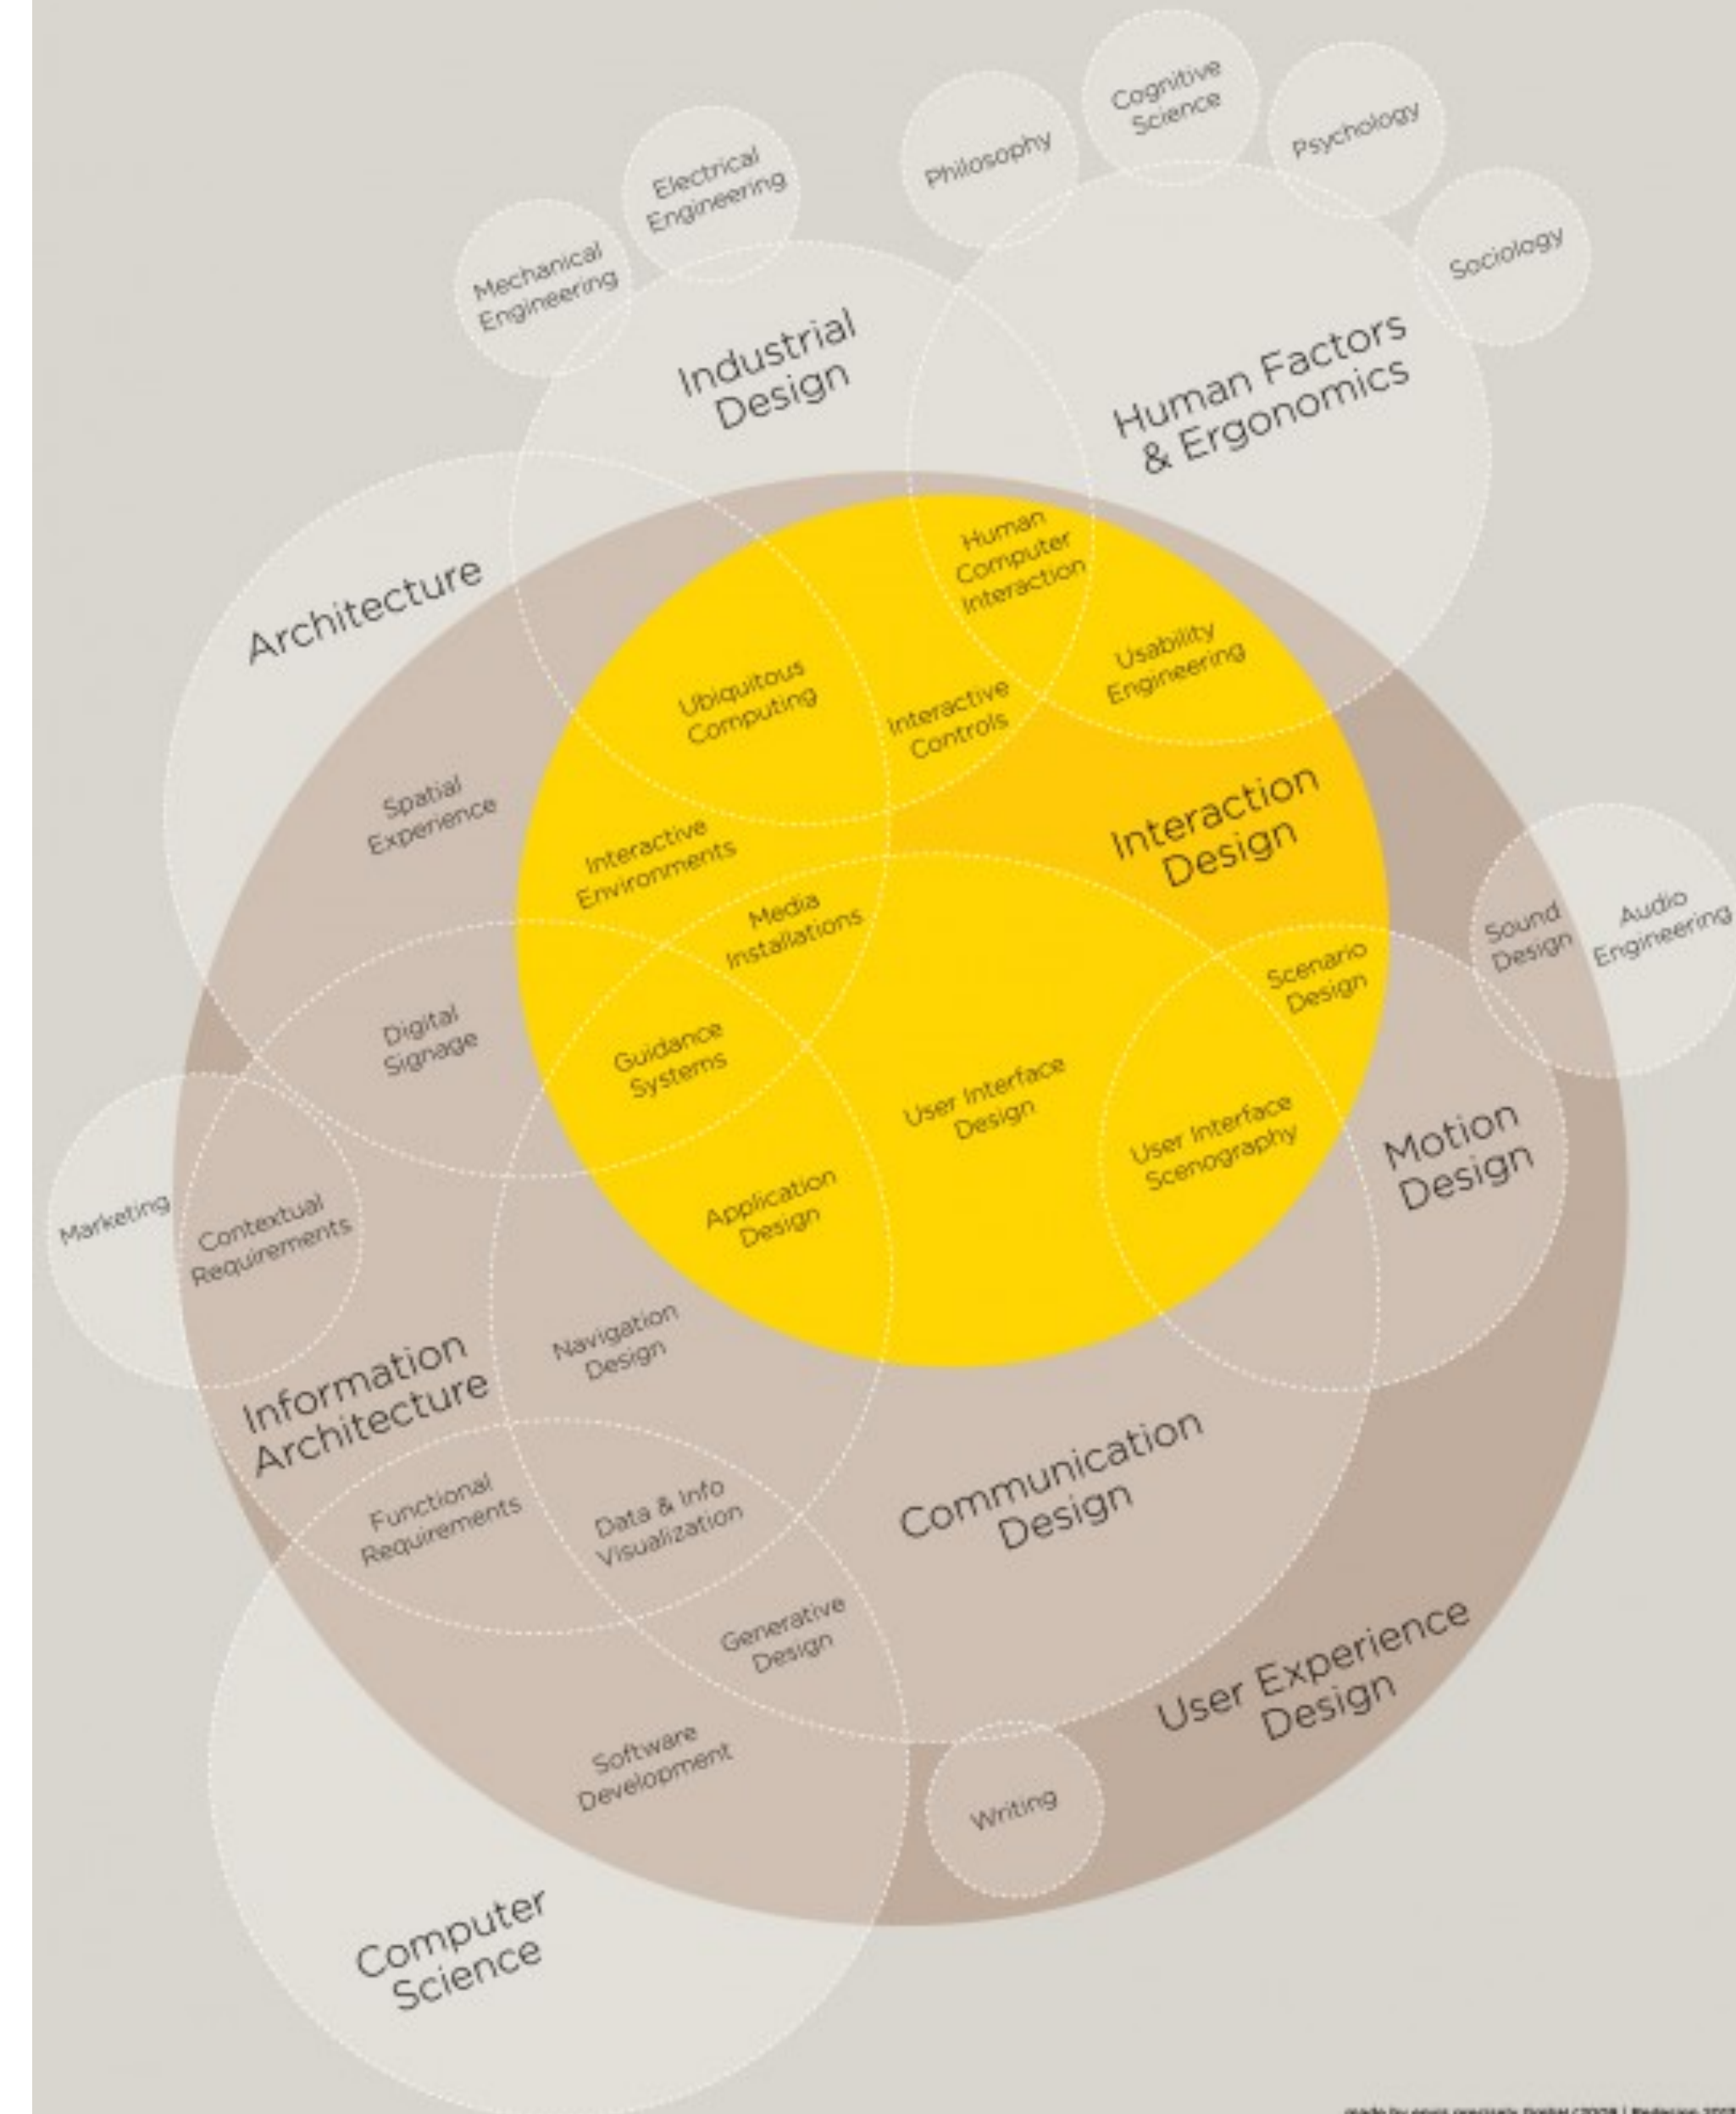 Cognitive
Science
Philosophy
Psychology
Electrical
Engineering
Sociology
Mechanical
Engineering
Industrial
Design
Human Factors
& Ergonomics
Human
Computer
Interaction
Architecture
Usability
Engineering
Ubiquitous
Computing
Interactive
Controls
Spatial
Experience
Interaction
Design
Interactive
Environments
Media
Installations
Sound
Design
Audio
Engineering
Scenario
Design
Digital
Signage
Guidance
Systems
User Interface
Design
User Interface
Scenography
Motion
Design
Marketing
Contextual
Requirements
Application
Design
Navigation
Design
Information
Architecture
Communication
Design
Functional
Requirements
Data & Info
Visualization
Generative
Design
User Experience
Design
Software
Development
Writing
Computer
Science